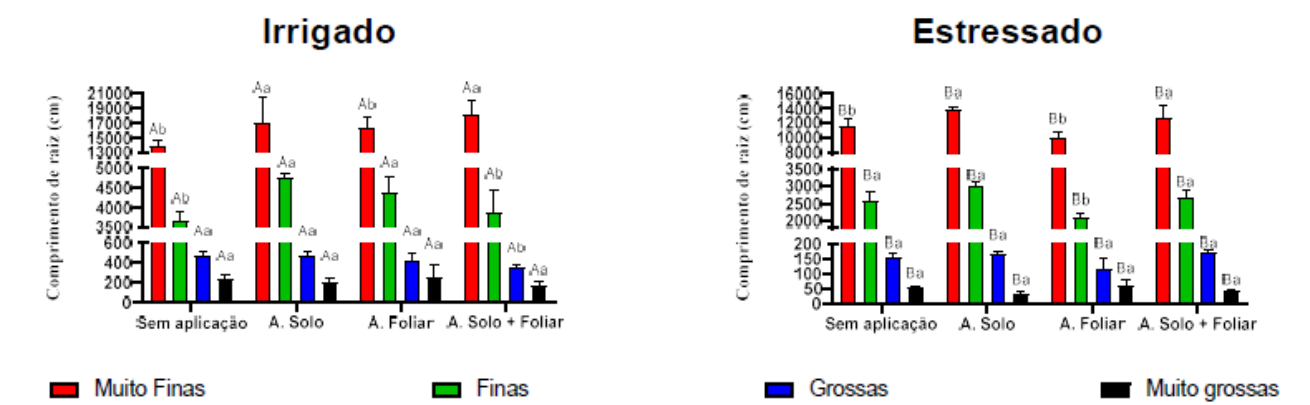 Irrigado
Comprimento de raiz (cm)
21000
19000
17000
15000
13000
5000
4500
4000
3500
600
400
200
0
Ab
Ab
Aa
Aa
Aa
Aa
Aa
Aa
Ab
Aa
Aa
Aa
Aa
Ab
Ab
Aa
Sem aplicação
A. Solo
A. Foliar
A. Solo + Foliar
Estressado
Comprimento de raiz (cm)
16000
14000
12000
10000
8000
3500
3000
2500
2000
200
150
100
50
0
Bb
Ba
Ba
Ba
Ba
Ba
Ba
Ba
Bb
Bb
Ba
Ba
Ba
Ba
Ba
Ba
Sem aplicação
A. Solo
A. Foliar
A. Solo + Foliar
Muito Finas
Finas
Grossas
Muito grossas